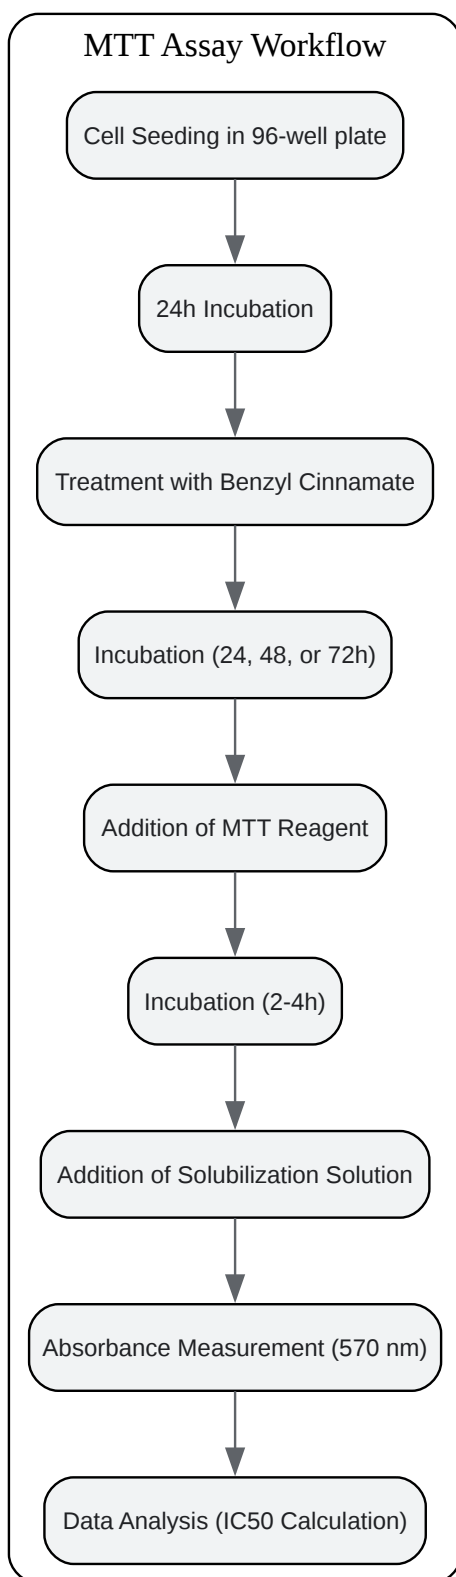 MTT Assay Workflow
Cell Seeding in 96-well plate
24h Incubation
Treatment with Benzyl Cinnamate
Incubation (24, 48, or 72h)
Addition of MTT Reagent
Incubation (2-4h)
Addition of Solubilization Solution
Absorbance Measurement (570 nm)
Data Analysis (IC50 Calculation)